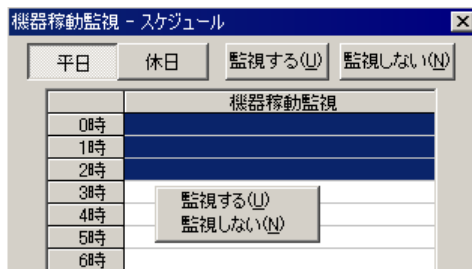 機器稼動監視 - スケジュール
平日 休日 監視する(U) 監視しない(N)
機器稼動監視
0時
1時
2時
3時
監視する(U)
4時
監視しない(N)
5時
6時